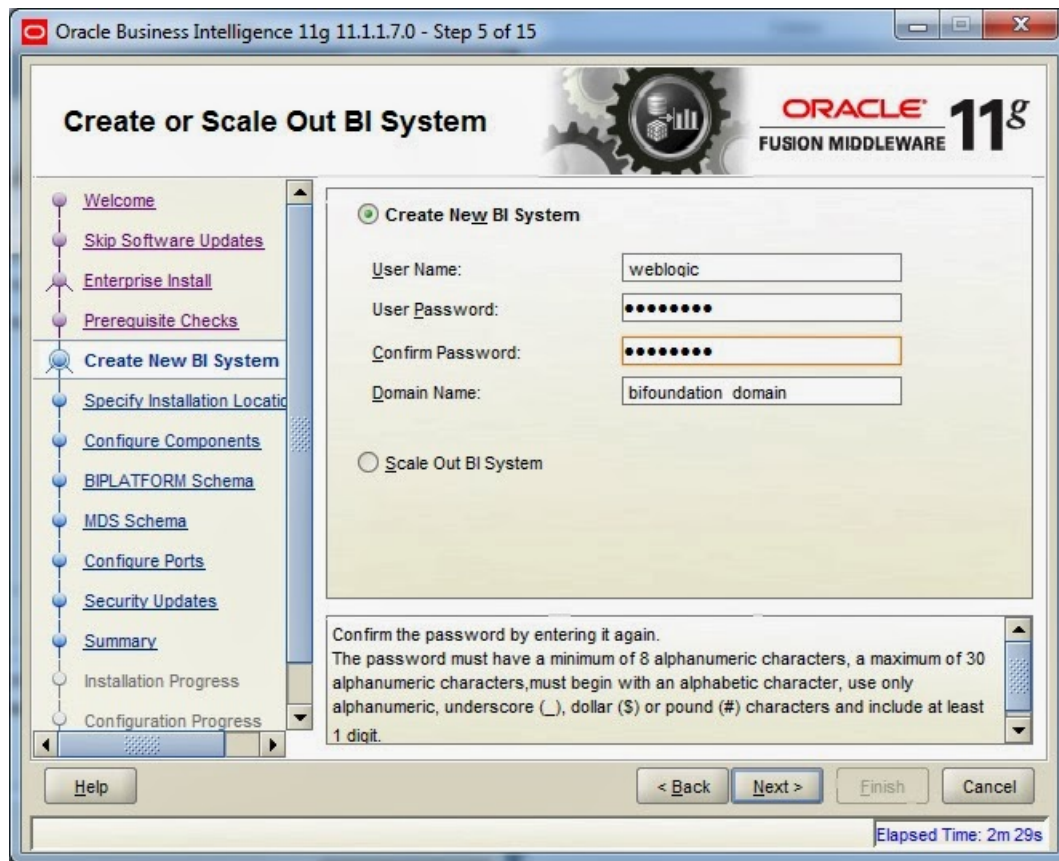 Oracle Business Intelligence 11g 11.1.1.7.0 - Step 5 of 15
Create or Scale Out BI System
ORACLE
FUSION MIDDLEWARE
11g
Welcome
Skip Software Updates
Enterprise Install
Prerequisite Checks
Create New BI System
Specify Installation Locatio
Configure Components
BIPLATFORM Schema
MDS Schema
Configure Ports
Security Updates
Summary
Installation Progress
Configuration Progress
Create New BI System
User Name: weblogic
User Password: ●●●●●●●●
Confirm Password: ●●●●●●●●
Domain Name: bifoundation_domain
Scale Out BI System
Confirm the password by entering it again.
The password must have a minimum of 8 alphanumeric characters, a maximum of 30
alphanumeric characters,must begin with an alphabetic character, use only
alphanumeric, underscore (_), dollar ($) or pound (#) characters and include at least
1 digit.
Help
< Back
Next >
Finish
Cancel
Elapsed Time: 2m 29s